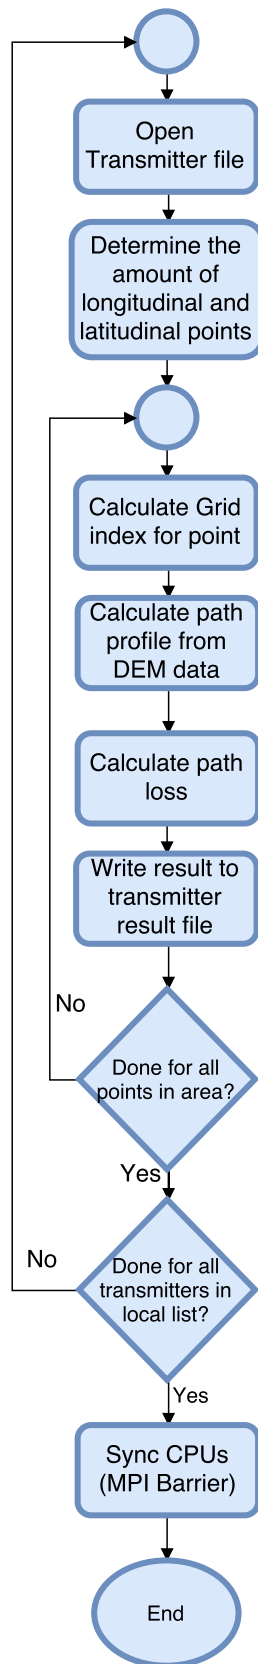 Open
Transmitter file
Determine the
amount of
longitudinal and
latitudinal points
Calculate Grid
index for point
Calculate path
profile from
DEM data
Calculate path
loss
Write result to
transmitter
result file
No
Done for all
points in area?
Yes
No
Done for all
transmitters in
local list?
Yes
Sync CPUs
(MPI Barrier)
End